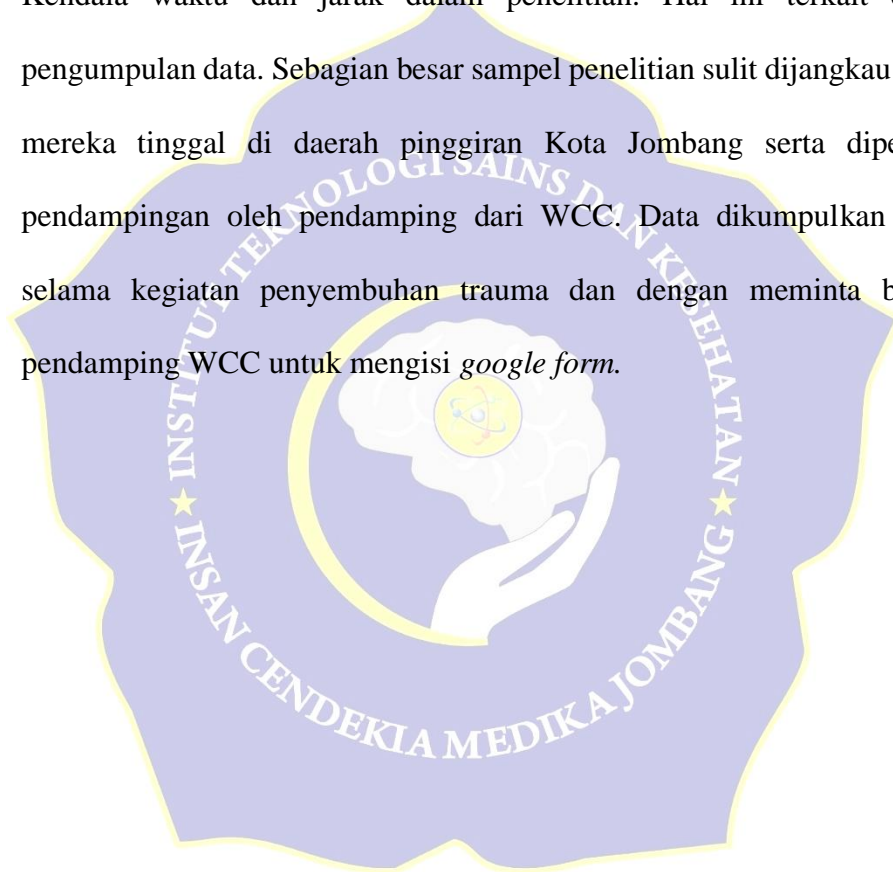 Kendala waktu dan jarak dalam penelitian. Hal ini terkait
pengumpulan data. Sebagian besar sampel penelitian sulit dijangkau
mereka tinggal di daerah pinggiran Kota Jombang serta
pendampingan oleh pendamping dari WCC. Data dikumpulkan
selama kegiatan penyembuhan trauma dan dengan meminta
pendamping WCC untuk mengisi google form.
INSTITUT TEKNOLOGI SAINS DAN KESEHATAN
INSAN CENDEKIA MEDIKA JOMBANG